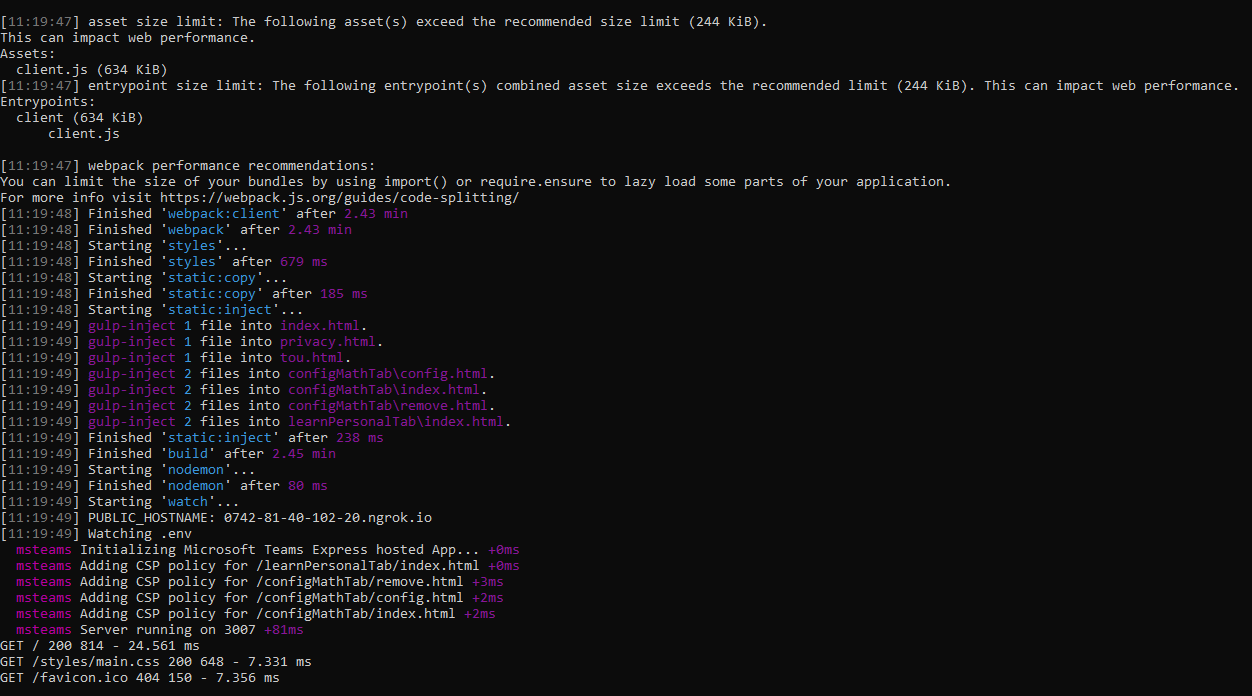 [11:19:47] asset size limit: The following asset(s) exceed the recommended size limit (244 KiB).
This can impact web performance.
Assets:
  client.js (634 KiB)
[11:19:47] entrypoint size limit: The following entrypoint(s) combined asset size exceeds the recommended limit (244 KiB). This can impact web performance.
Entrypoints:
  client (634 KiB)
      client.js
[11:19:47] webpack performance recommendations:
You can limit the size of your bundles by using import() or require.ensure to lazy load some parts of your application.
For more info visit https://webpack.js.org/guides/code-splitting/
[11:19:48] Finished 'webpack:client' after 2.43 min
[11:19:48] Finished 'webpack' after 2.43 min
[11:19:48] Starting 'styles'...
[11:19:48] Finished 'styles' after 679 ms
[11:19:48] Starting 'static:copy'...
[11:19:48] Finished 'static:copy' after 185 ms
[11:19:48] Starting 'static:inject'...
[11:19:49] gulp-inject 1 file into index.html.
[11:19:49] gulp-inject 1 file into privacy.html.
[11:19:49] gulp-inject 1 file into tou.html.
[11:19:49] gulp-inject 2 files into configMathTab\config.html.
[11:19:49] gulp-inject 2 files into configMathTab\index.html.
[11:19:49] gulp-inject 2 files into configMathTab\remove.html.
[11:19:49] gulp-inject 2 files into learnPersonalTab\index.html.
[11:19:49] Finished 'static:inject' after 238 ms
[11:19:49] Finished 'build' after 2.45 min
[11:19:49] Starting 'nodemon'...
[11:19:49] Finished 'nodemon' after 80 ms
[11:19:49] Starting 'watch'...
[11:19:49] PUBLIC_HOSTNAME: 0742-81-40-102-20.ngrok.io
[11:19:49] Watching .env
  msteams Initializing Microsoft Teams Express hosted App... +0ms
  msteams Adding CSP policy for /learnPersonalTab/index.html +0ms
  msteams Adding CSP policy for /configMathTab/remove.html +3ms
  msteams Adding CSP policy for /configMathTab/config.html +2ms
  msteams Adding CSP policy for /configMathTab/index.html +2ms
  msteams Server running on 3007 +81ms
GET / 200 814 - 24.561 ms
GET /styles/main.css 200 648 - 7.331 ms
GET /favicon.ico 404 150 - 7.356 ms